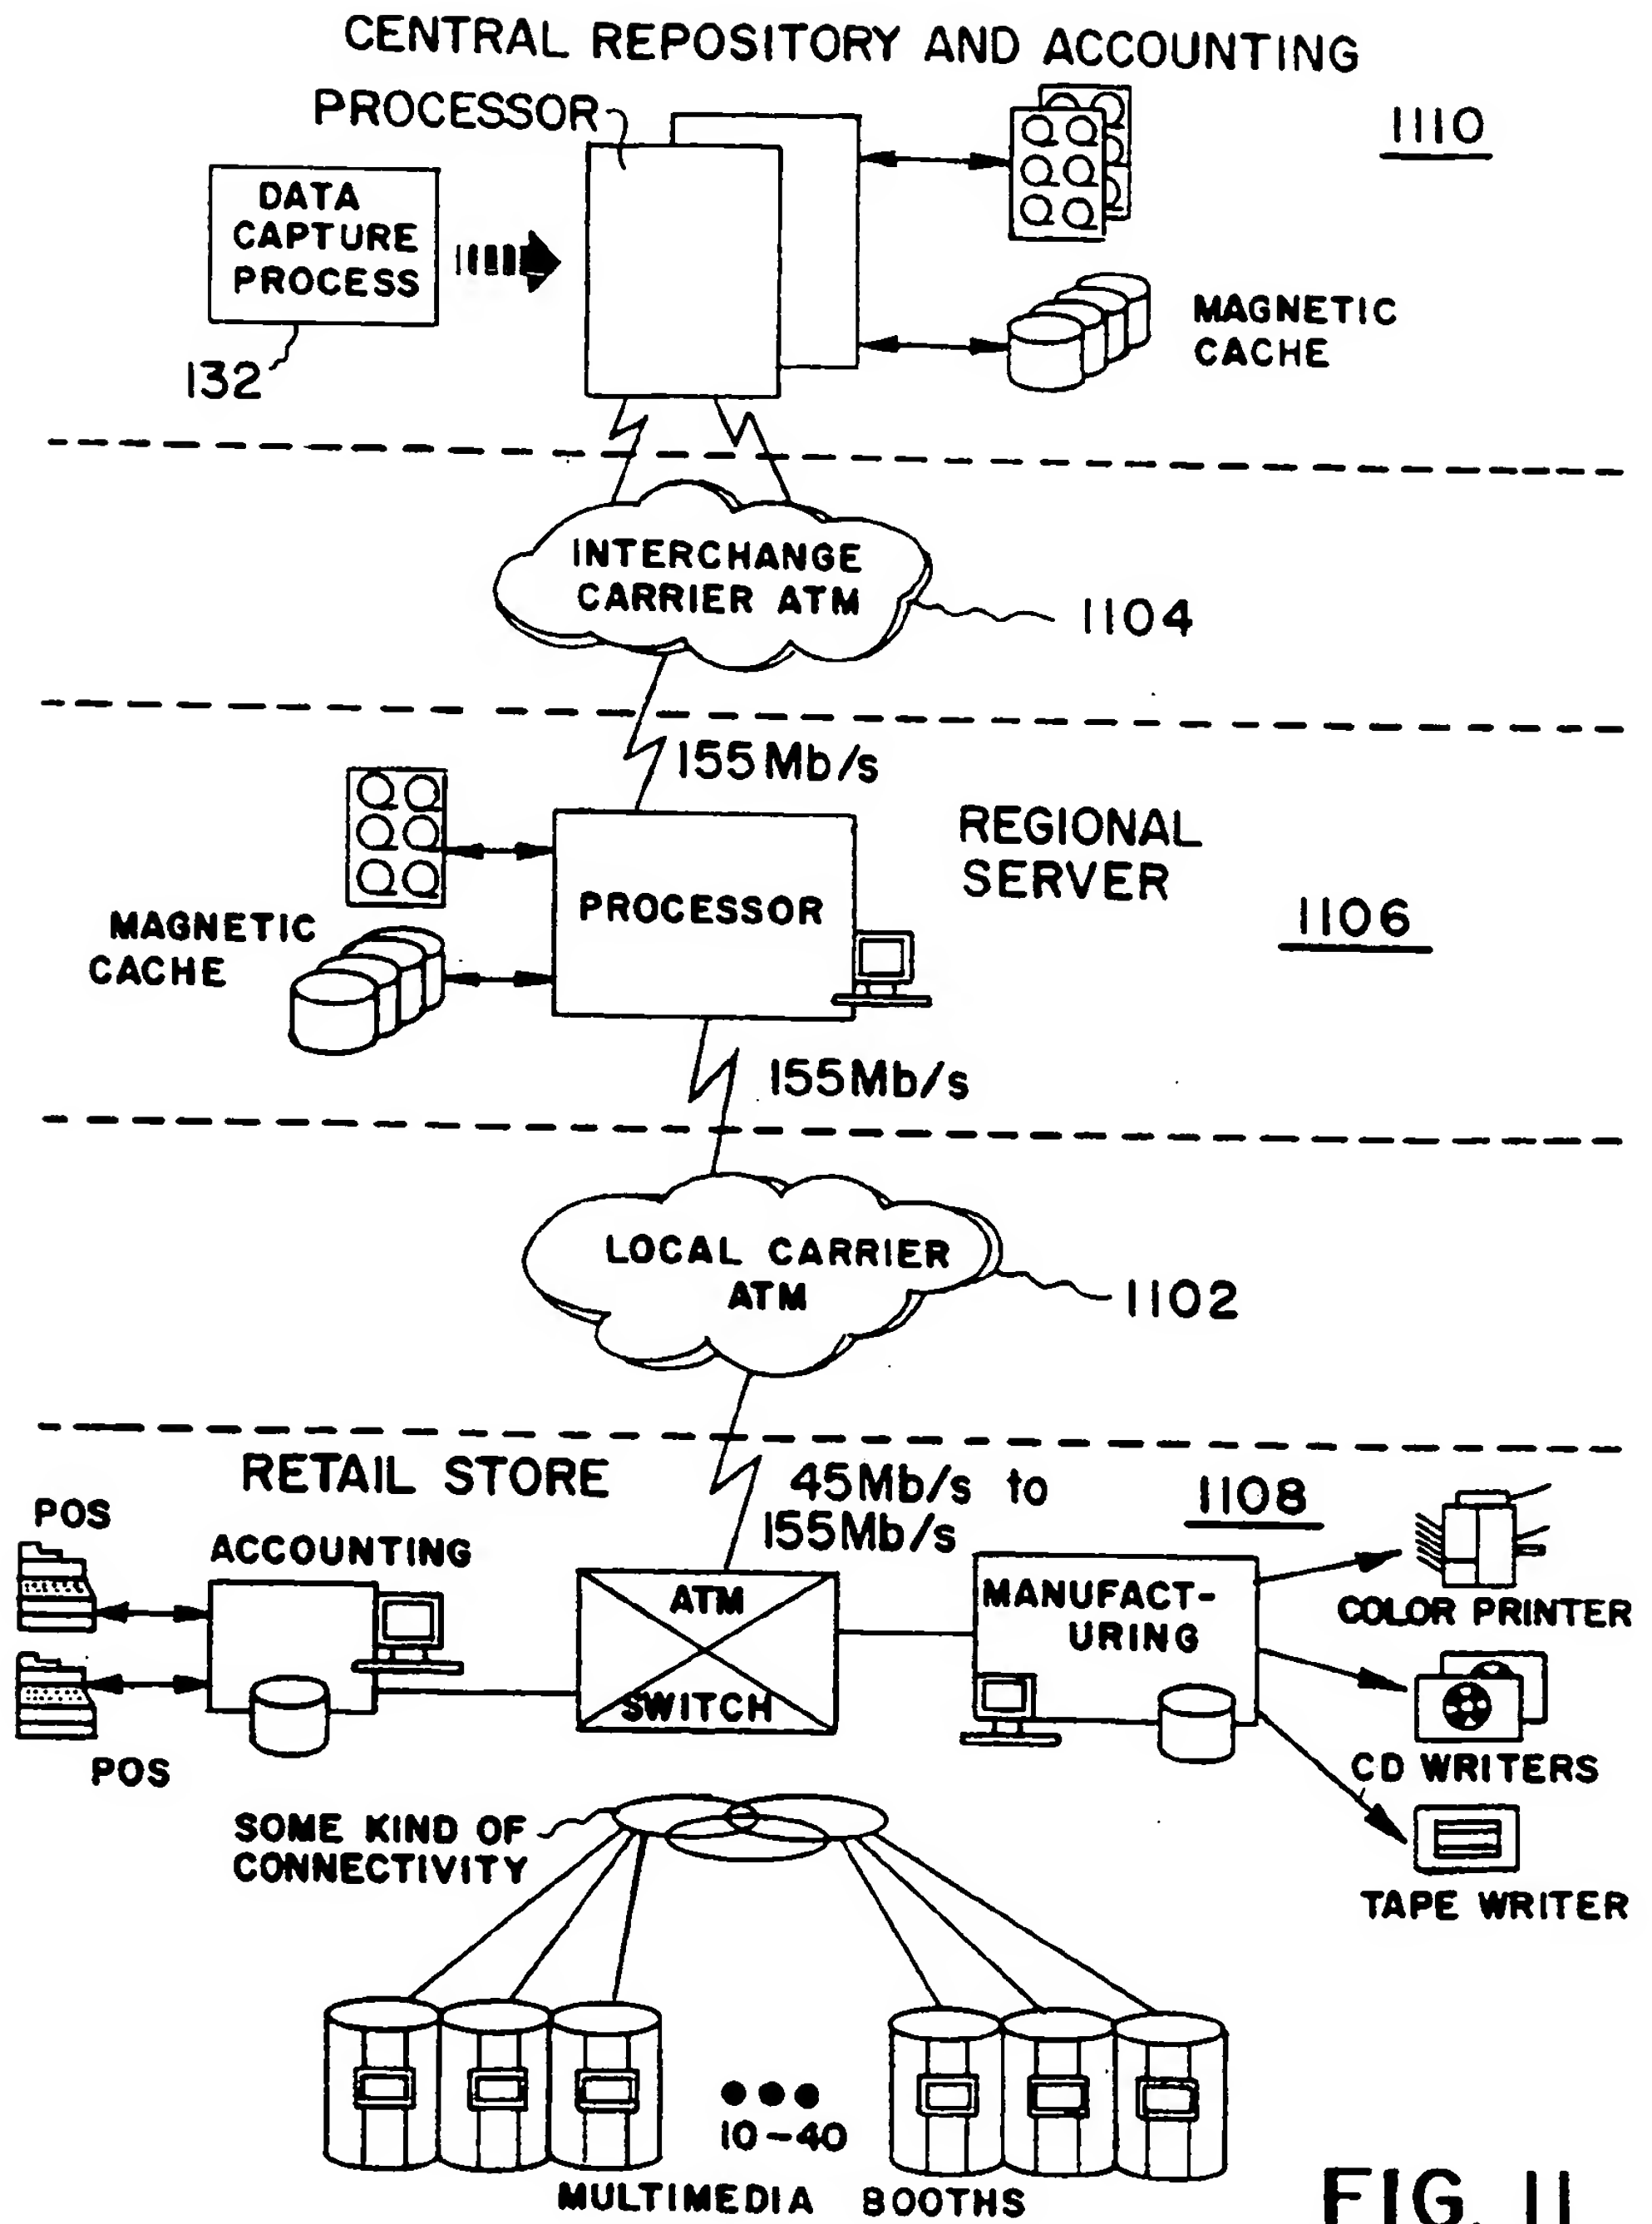 CENTRAL REPOSITORY AND ACCOUNTING
PROCESSOR
1110
DATA
CAPTURE
PROCESS
132
MAGNETIC
CACHE
INTERCHANGE
CARRIER ATM
1104
155Mb/s
REGIONAL
SERVER
PROCESSOR
1106
MAGNETIC
CACHE
155Mb/s
LOCAL CARRIER
ATM
1102
RETAIL STORE
45Mb/s to
155Mb/s
1108
POS
ACCOUNTING
ATM
SWITCH
MANUFACT-
URING
COLOR PRINTER
POS
CD WRITERS
SOME KIND OF
CONNECTIVITY
TAPE WRITER
10-40
MULTIMEDIA BOOTHS
FIG. 11